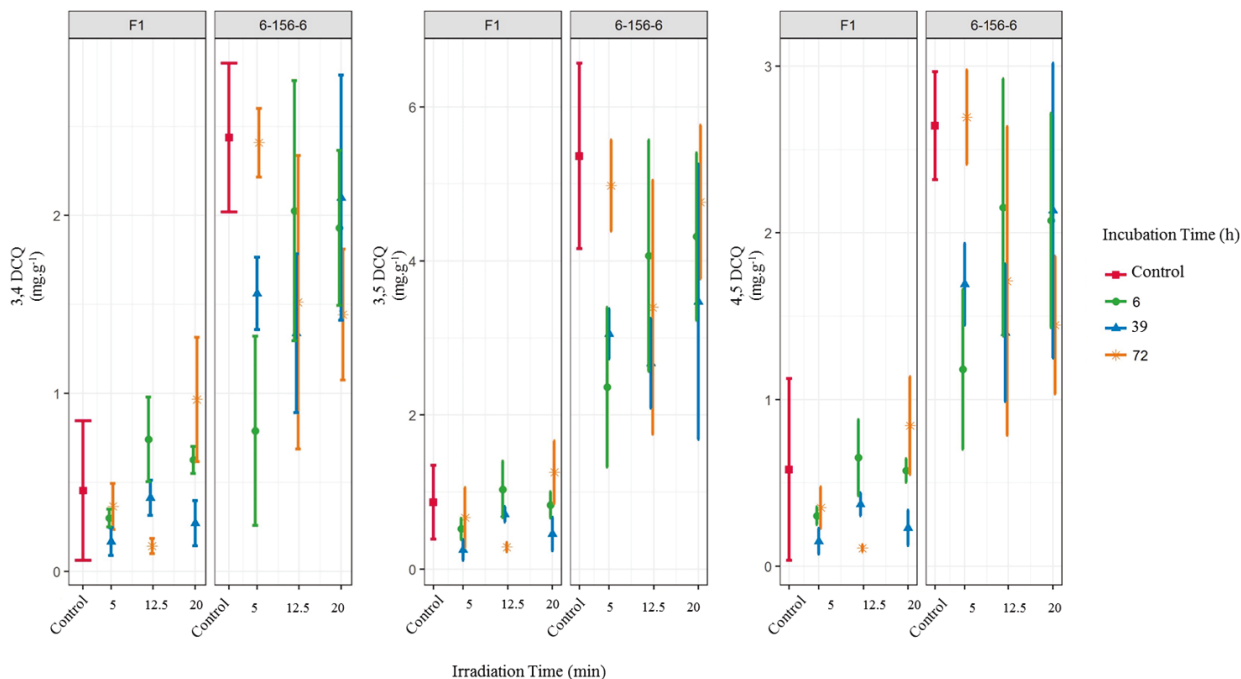 F1
6-156-6
F1
6-156-6
F1
6-156-6
3,4 DCQ
(mg.g-1)
2
1
0
3,5 DCQ
(mg.g-1)
6
4
2
0
4,5 DCQ
(mg.g-1)
3
2
1
0
Control 5 12.5 20
Control 5 12.5 20
Control 5 12.5 20
Control 5 12.5 20
Control 5 12.5 20
Control 5 12.5 20
Irradiation Time (min)
Incubation Time (h)
Control
6
39
72